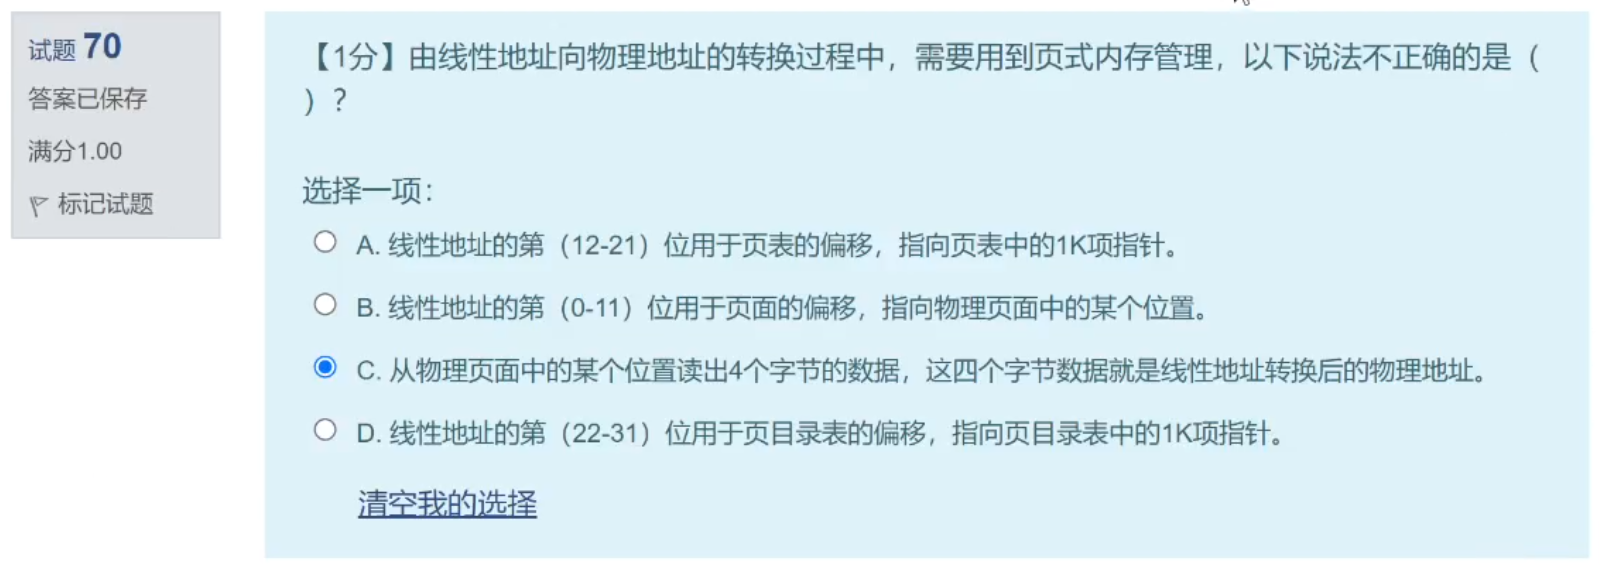 试题 70
答案已保存
满分1.00
标记试题
【1分】由线性地址向物理地址的转换过程中，需要用到页式内存管理，以下说法不正确的是（
）？
选择一项：
A. 线性地址的第（12-21）位用于页表的偏移，指向页表中的1K项指针。
B. 线性地址的第（0-11）位用于页面的偏移，指向物理页面中的某个位置。
C. 从物理页面中的某个位置读出4个字节的数据，这四个字节数据就是线性地址转换后的物理地址。
D. 线性地址的第（22-31）位用于页目录表的偏移，指向页目录表中的1K项指针。
清空我的选择